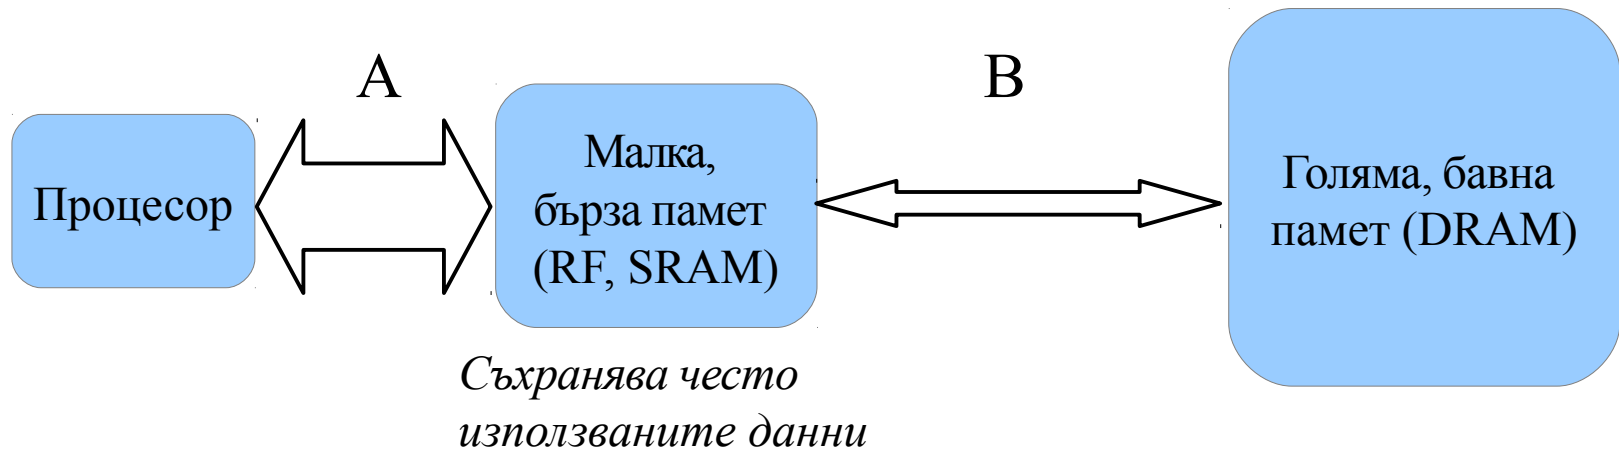 A
B
Процесор
Малка,
бърза памет
(RF, SRAM)
Голяма, бавна
памет (DRAM)
Съхранява често
използваните данни